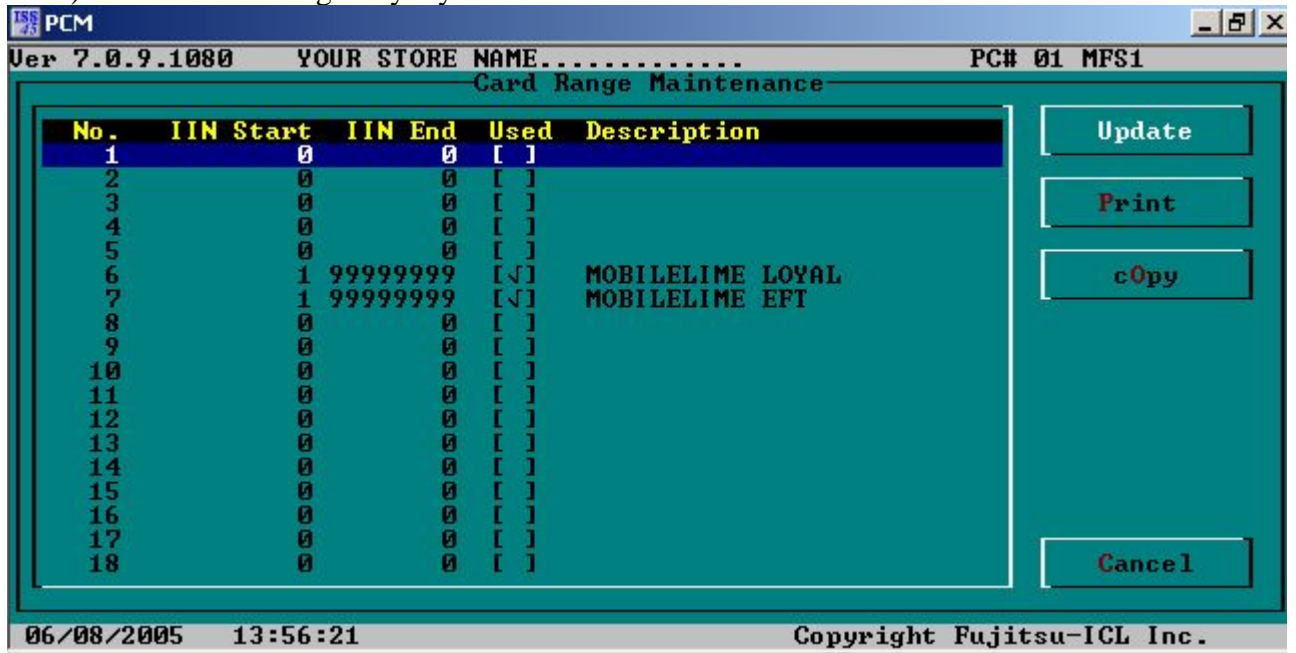 ISS 45 PCM
Ver 7.0.9.1080 YOUR STORE NAME............. PC# 01 MFS1
Card Range Maintenance
No. IIN Start IIN End Used Description
1 0 0 [ ]
2 0 0 [ ]
3 0 0 [ ]
4 0 0 [ ]
5 0 0 [ ]
6 1 99999999 [√] MOBILELIME LOYAL
7 1 99999999 [√] MOBILELIME EFT
8 0 0 [ ]
9 0 0 [ ]
10 0 0 [ ]
11 0 0 [ ]
12 0 0 [ ]
13 0 0 [ ]
14 0 0 [ ]
15 0 0 [ ]
16 0 0 [ ]
17 0 0 [ ]
18 0 0 [ ]
Update
Print
cOpy
Cancel
06/08/2005 13:56:21 Copyright Fujitsu-ICL Inc.